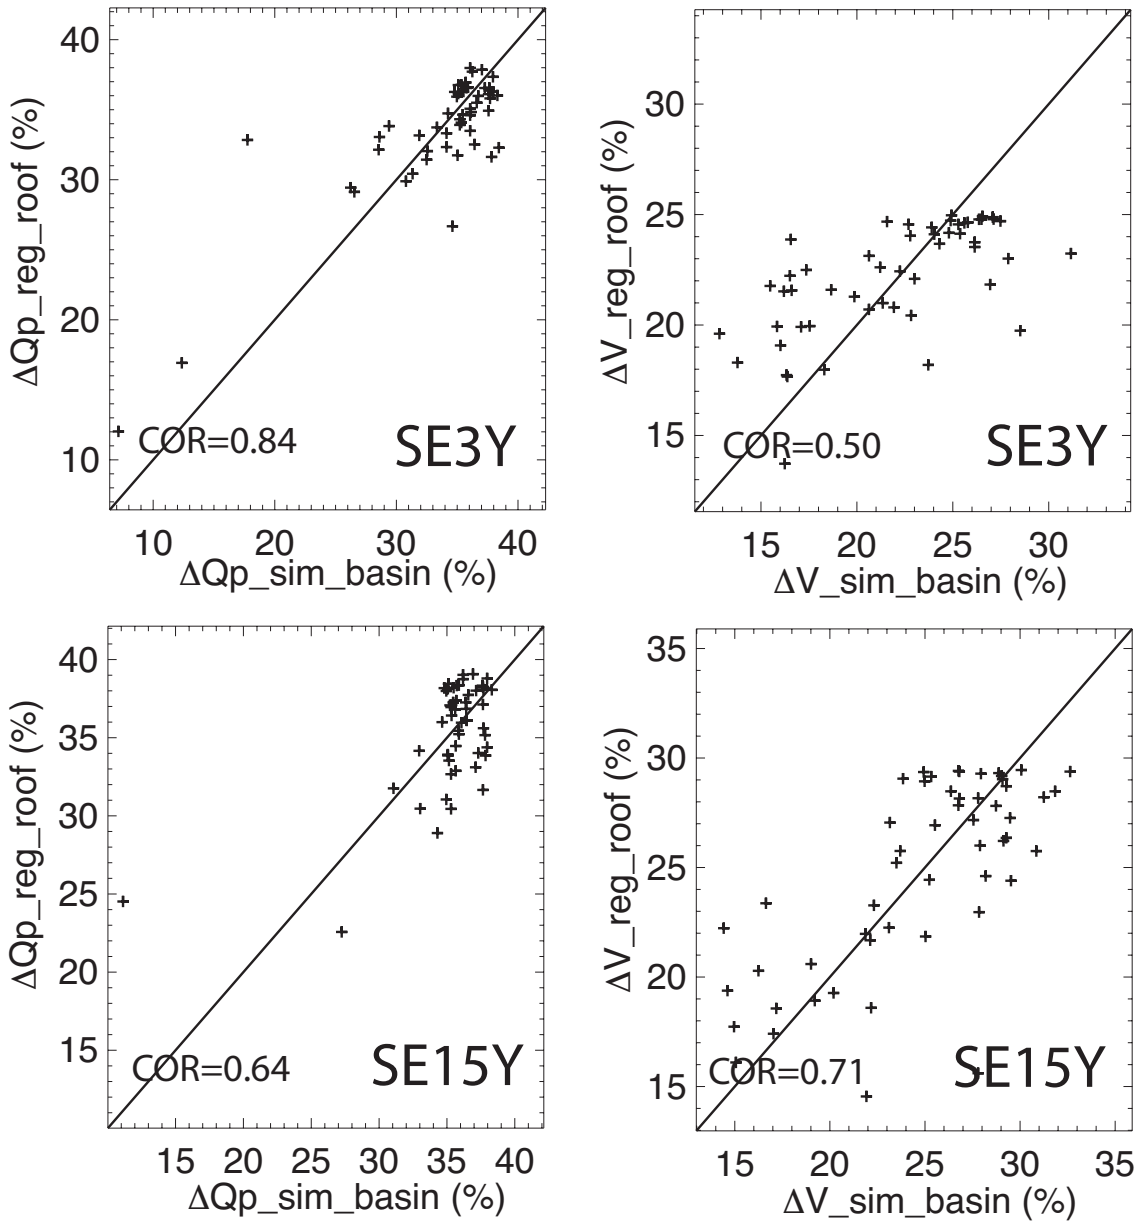 40
30
20
10
ΔQp_reg_roof (%)
COR=0.84
SE3Y
10 20 30 40
ΔQp_sim_basin (%)
30
25
20
15
ΔV_reg_roof (%)
COR=0.50
SE3Y
15 20 25 30
ΔV_sim_basin (%)
40
35
30
25
20
15
ΔQp_reg_roof (%)
COR=0.64
SE15Y
15 20 25 30 35 40
ΔQp_sim_basin (%)
35
30
25
20
15
ΔV_reg_roof (%)
COR=0.71
SE15Y
15 20 25 30 35
ΔV_sim_basin (%)